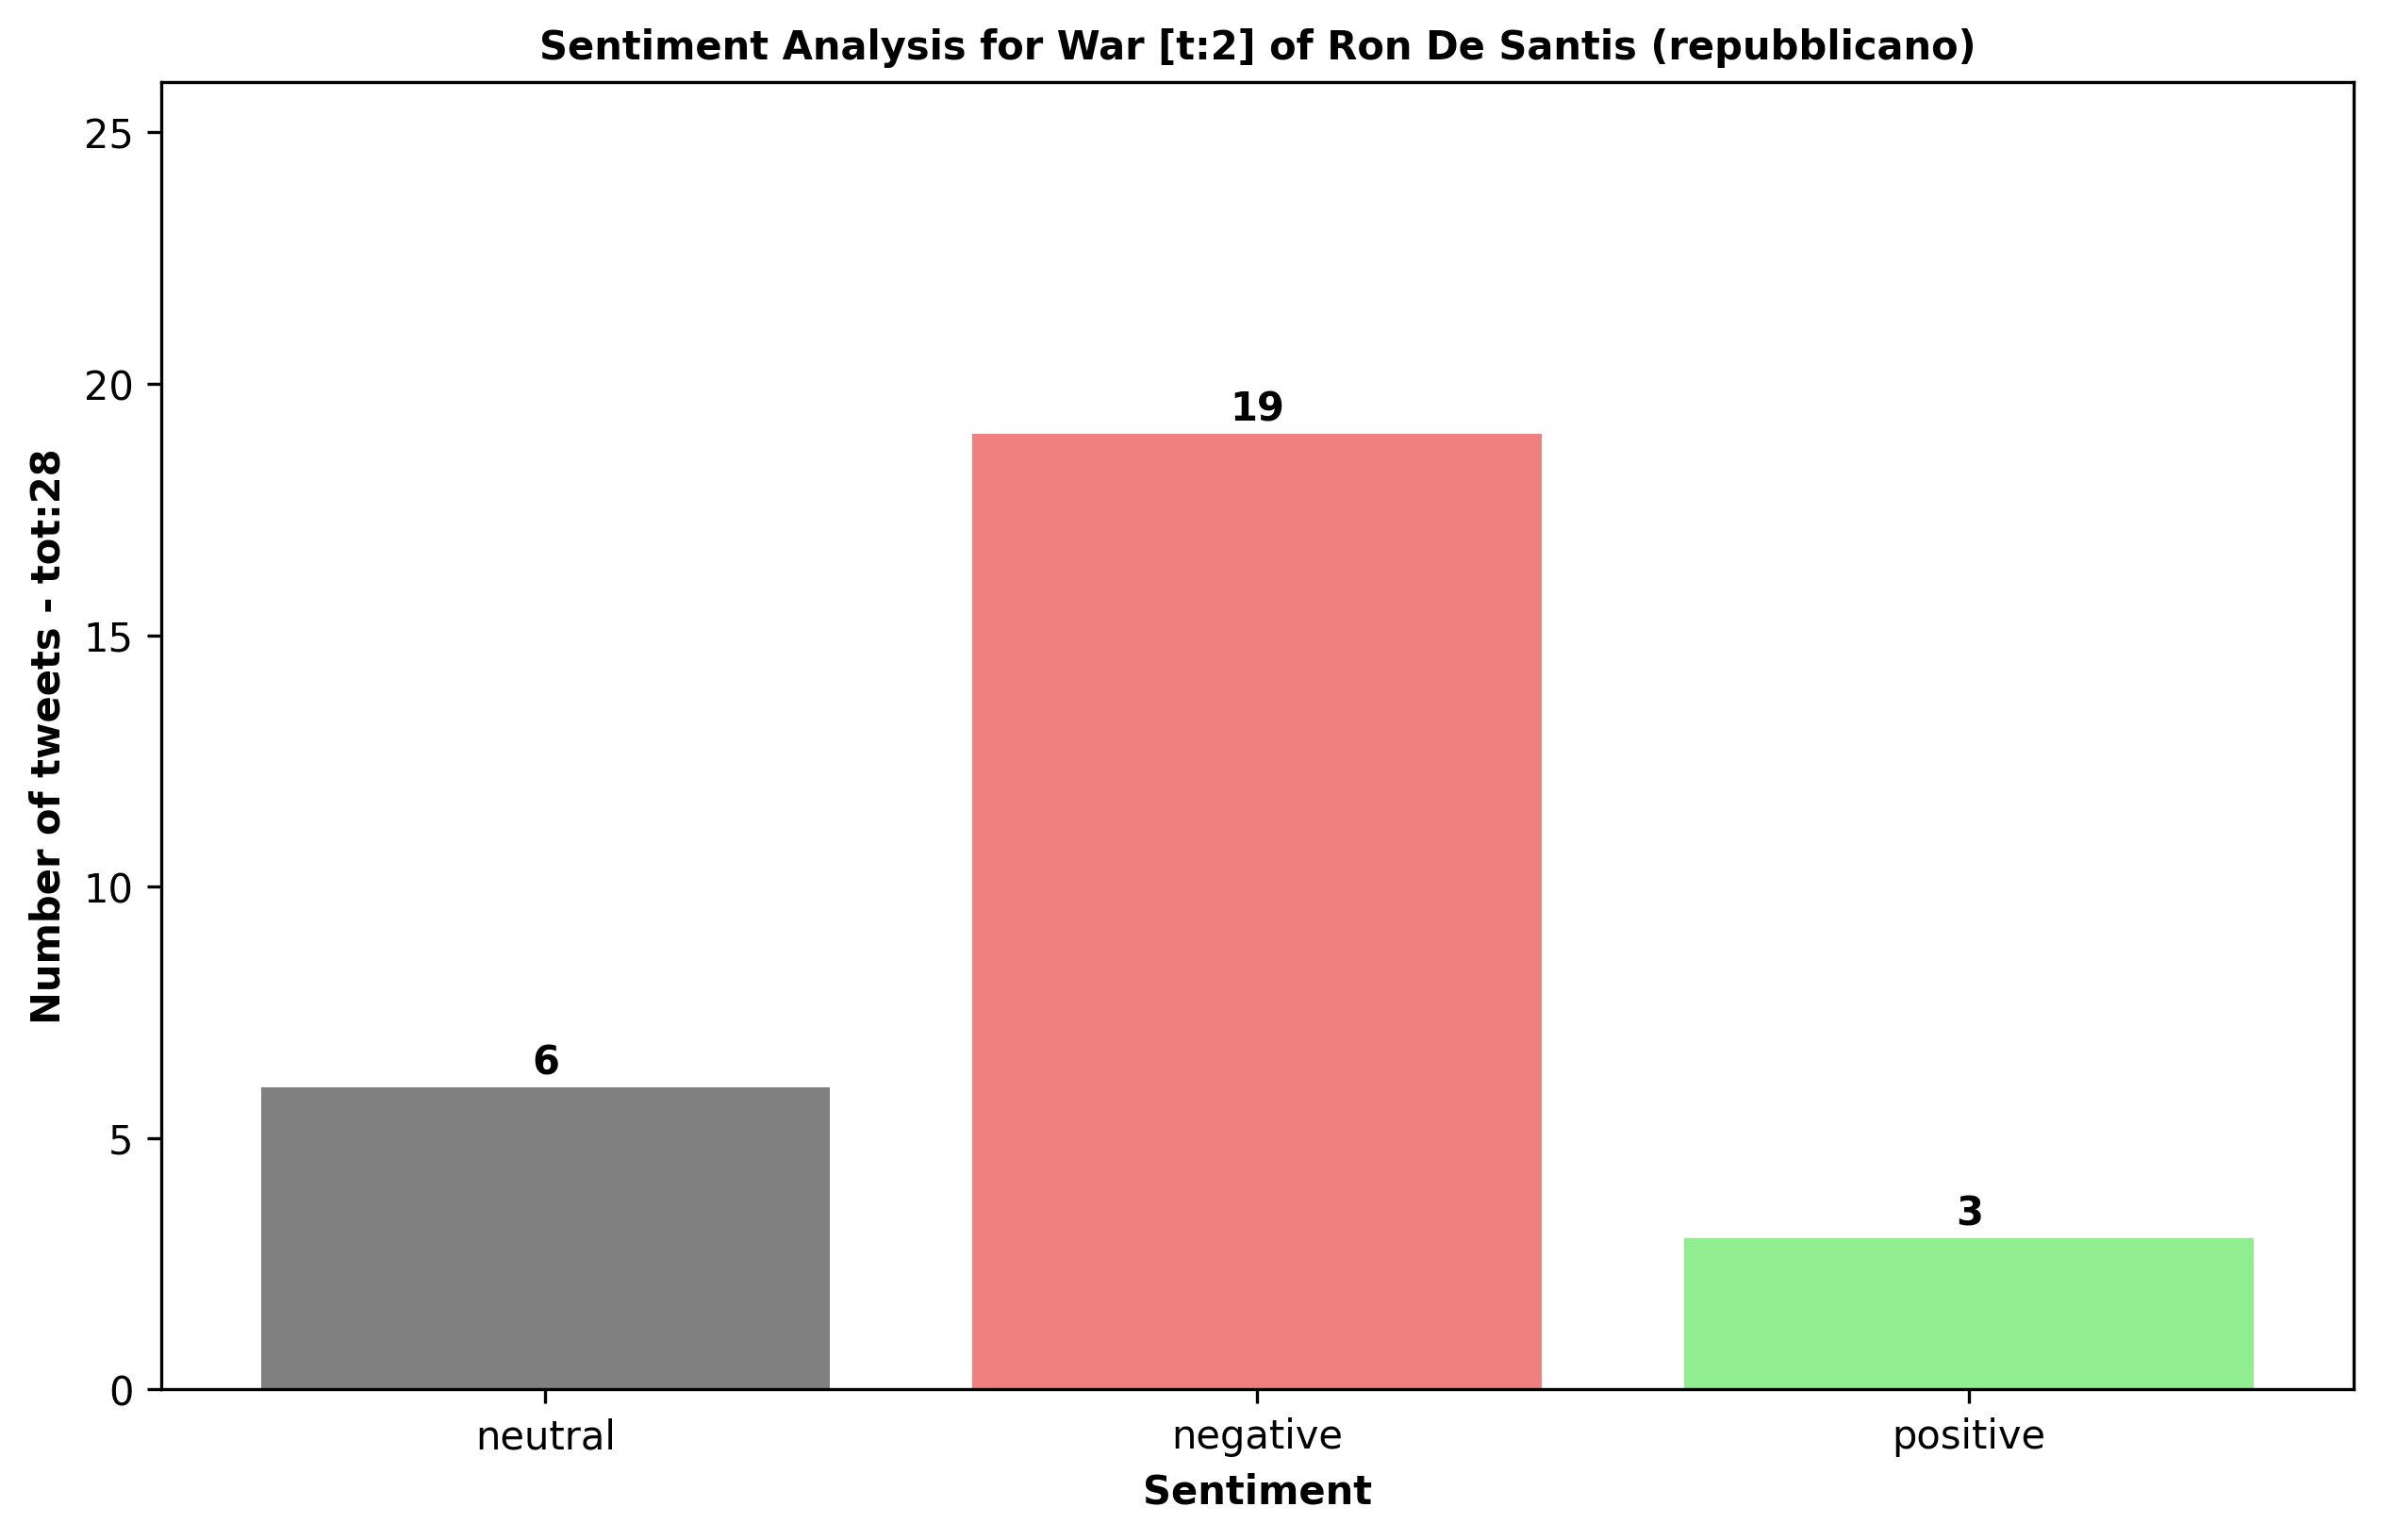 Sentiment Analysis for War [t:2] of Ron De Santis (repubblicano)
Number of tweets - tot:28
25
20
15
10
5
0
6
19
3
neutral
negative
positive
Sentiment